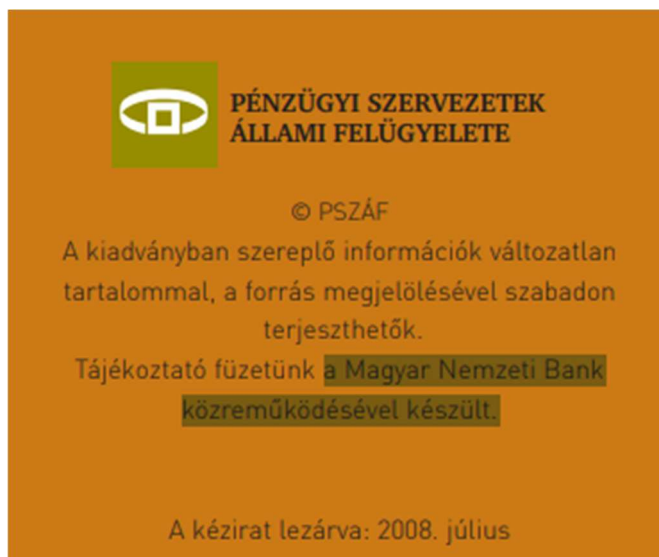 PÉNZÜGYI SZERVEZETEK
ÁLLAMI FELÜGYELETE
© PSZÁF
A kiadványban szereplő információk változatlan
tartalommal, a forrás megjelölésével szabadon
terjeszthetők.
Tájékoztató füzetünk a Magyar Nemzeti Bank
közreműködésével készült.
A kézirat lezárva: 2008. július